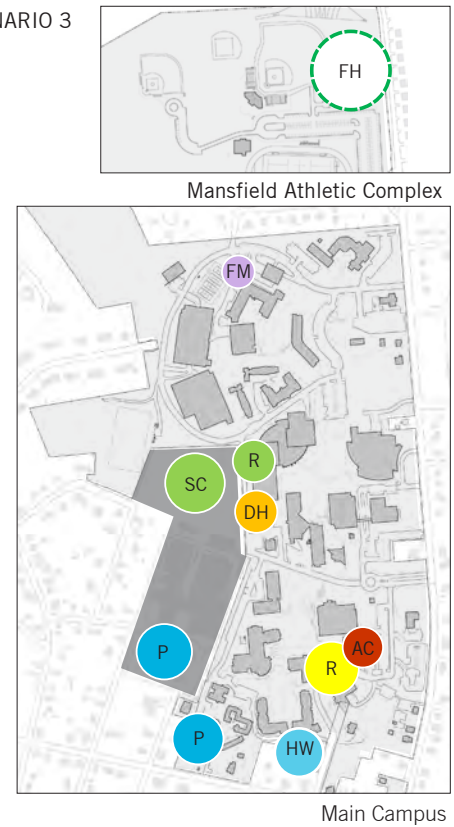 NARIO 3
FH
Mansfield Athletic Complex
FM
R
SC
DH
P
AC
R
P
HW
Main Campus